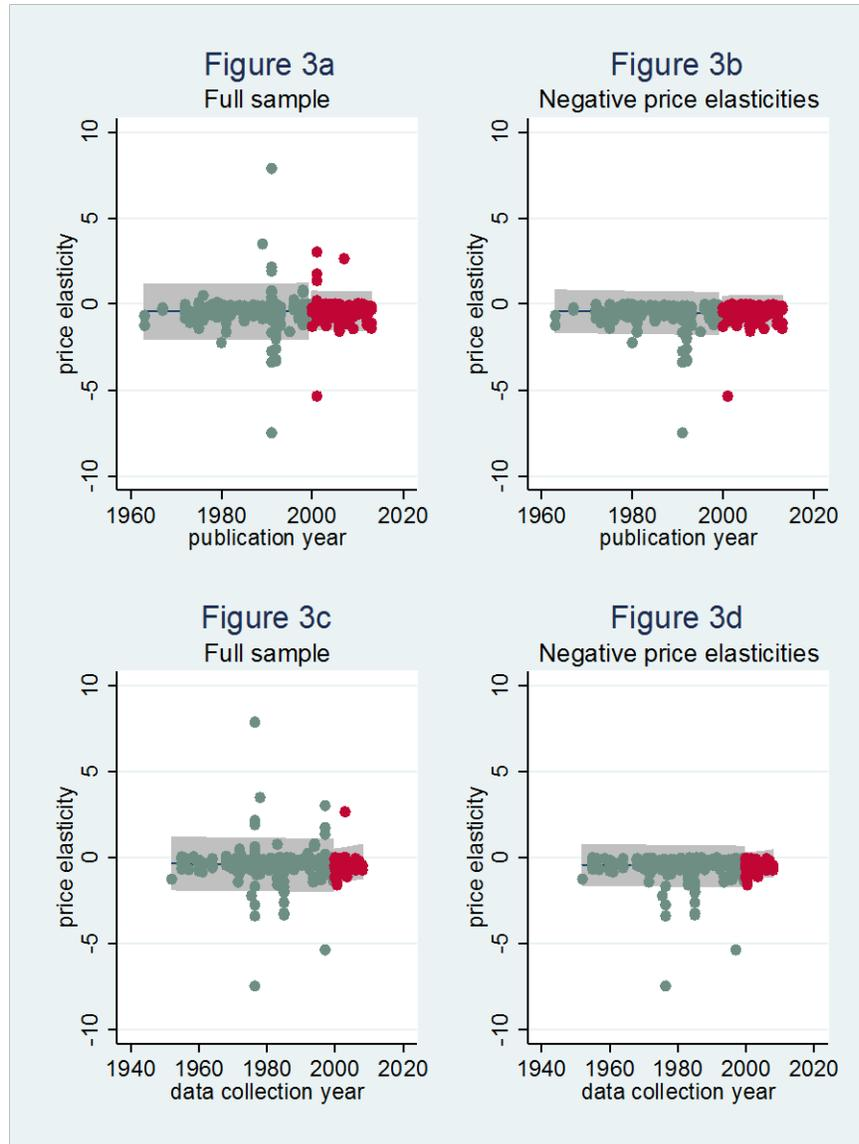 Figure 3a
Full sample
10
5
0
-5
-10
price elasticity
1960 1980 2000 2020
publication year
Figure 3b
Negative price elasticities
10
5
0
-5
-10
price elasticity
1960 1980 2000 2020
publication year
Figure 3c
Full sample
10
5
0
-5
-10
price elasticity
1940 1960 1980 2000 2020
data collection year
Figure 3d
Negative price elasticities
10
5
0
-5
-10
price elasticity
1940 1960 1980 2000 2020
data collection year